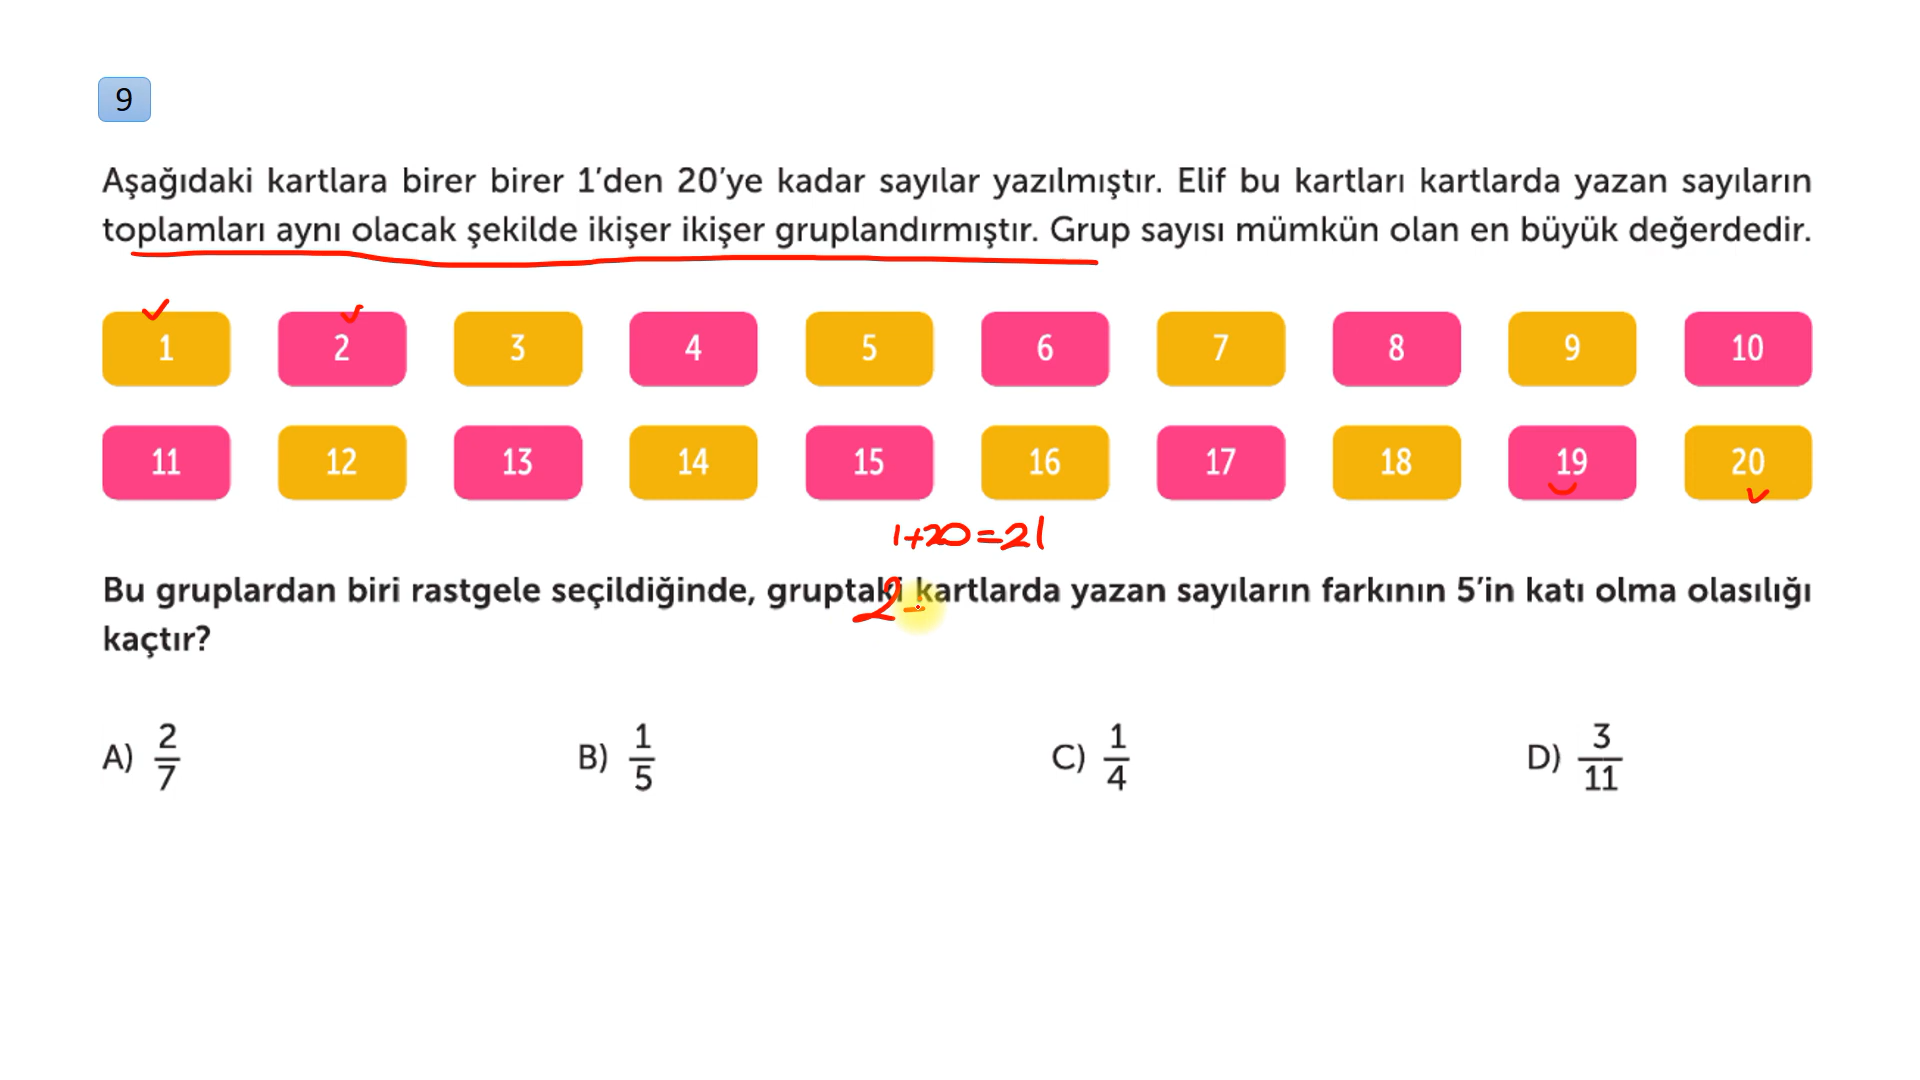 9
Aşağıdaki kartlara birer birer 1’den 20’ye kadar sayılar yazılmıştır. Elif bu kartları kartlarda yazan sayıların
toplamları aynı olacak şekilde ikişer ikişer gruplandırmıştır. Grup sayısı mümkün olan en büyük değerdedir.
1 2 3 4 5 6 7 8 9 10
11 12 13 14 15 16 17 18 19 20
1+20=21
Bu gruplardan biri rastgele seçildiğinde, gruptaki kartlarda yazan sayıların farkının 5’in katı olma olasılığı
2
kaçtır?
A) 2/7 B) 1/5 C) 1/4 D) 3/11